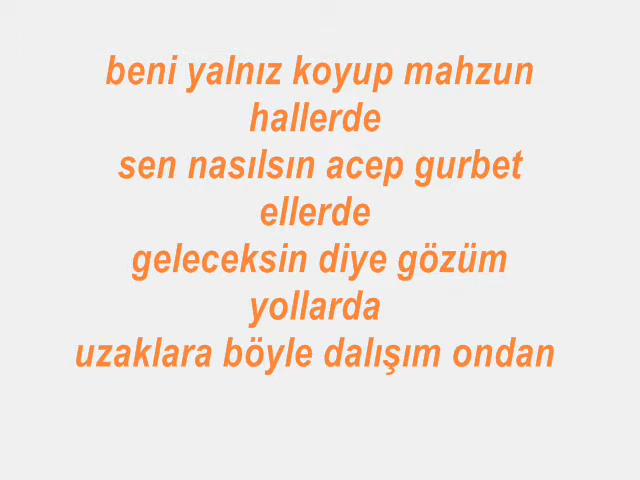 beni yalnız koyup mahzun
hallerde
sen nasılsın acep gurbet
ellerde
geleceksin diye gözüm
yollarda
uzaklara böyle dalışım ondan